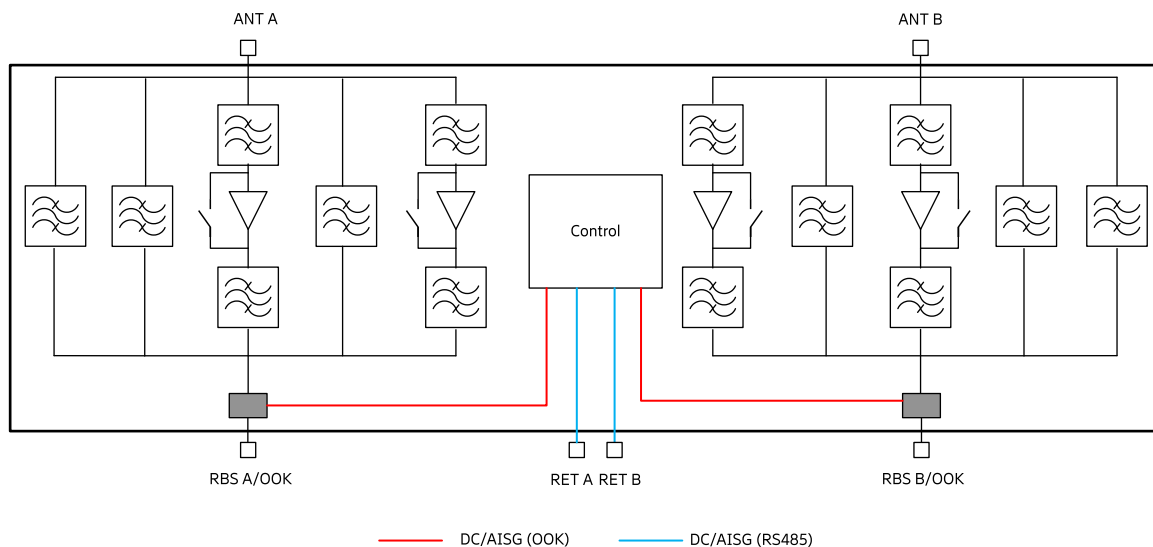 ANT A
ANT B
Control
RBS A/OOK
RET A
RET B
RBS B/OOK
DC/AISG (OOK)
DC/AISG (RS485)